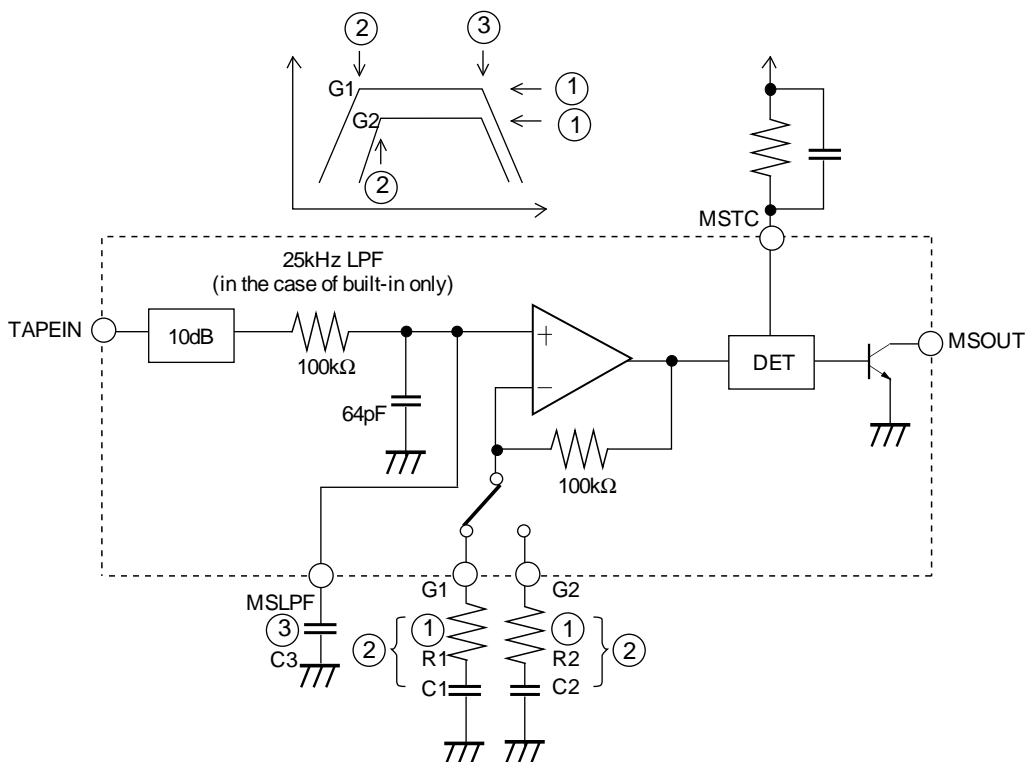 ② ③
G1 ①
G2 ①
②
MSTC
25kHz LPF
(in the case of built-in only)
TAPEIN 10dB 100kΩ + DET MSOUT
−
64pF
100kΩ
G1 G2
MSLPF
③ ② ① ① ②
C3 R1 R2
C1 C2